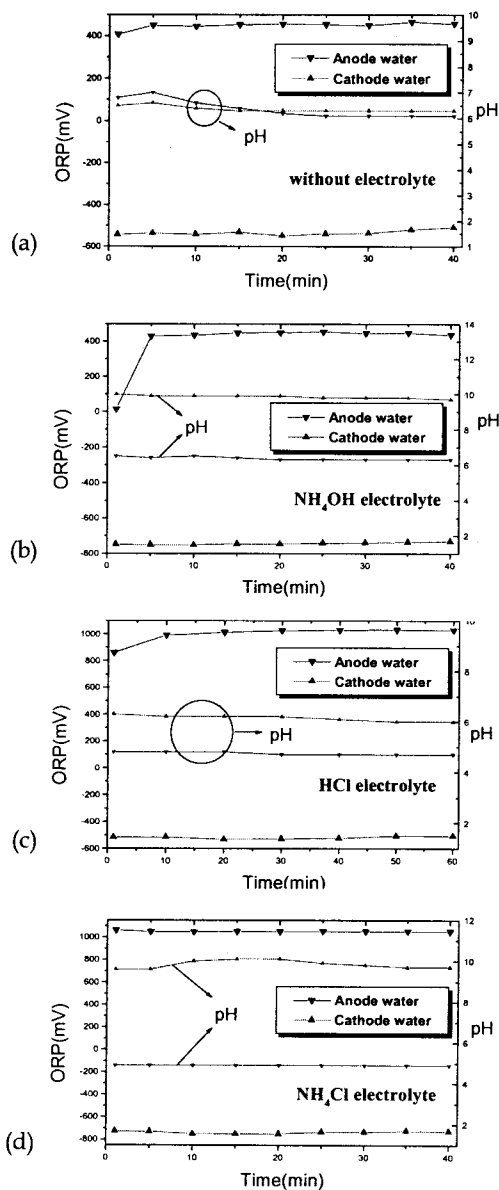 (a)
ORP(mV)
400
200
0
-200
-400
-600
Anode water
Cathode water
pH
without electrolyte
10
9
8
7
6
5
4
3
2
1
pH
0 10 20 30 40
Time(min)
(b)
ORP(mV)
400
200
0
-200
-400
-600
-800
pH
Anode water
Cathode water
NH4OH electrolyte
14
12
10
8
6
4
2
pH
0 10 20 30 40
Time(min)
(c)
ORP(mV)
1000
800
600
400
200
0
-200
-400
-600
Anode water
Cathode water
pH
HCl electrolyte
10
8
6
4
2
pH
0 10 20 30 40 50 60
Time(min)
(d)
ORP(mV)
1000
800
600
400
200
0
-200
-400
-600
-800
pH
Anode water
Cathode water
NH4Cl electrolyte
12
10
8
6
4
2
pH
0 10 20 30 40
Time(min)